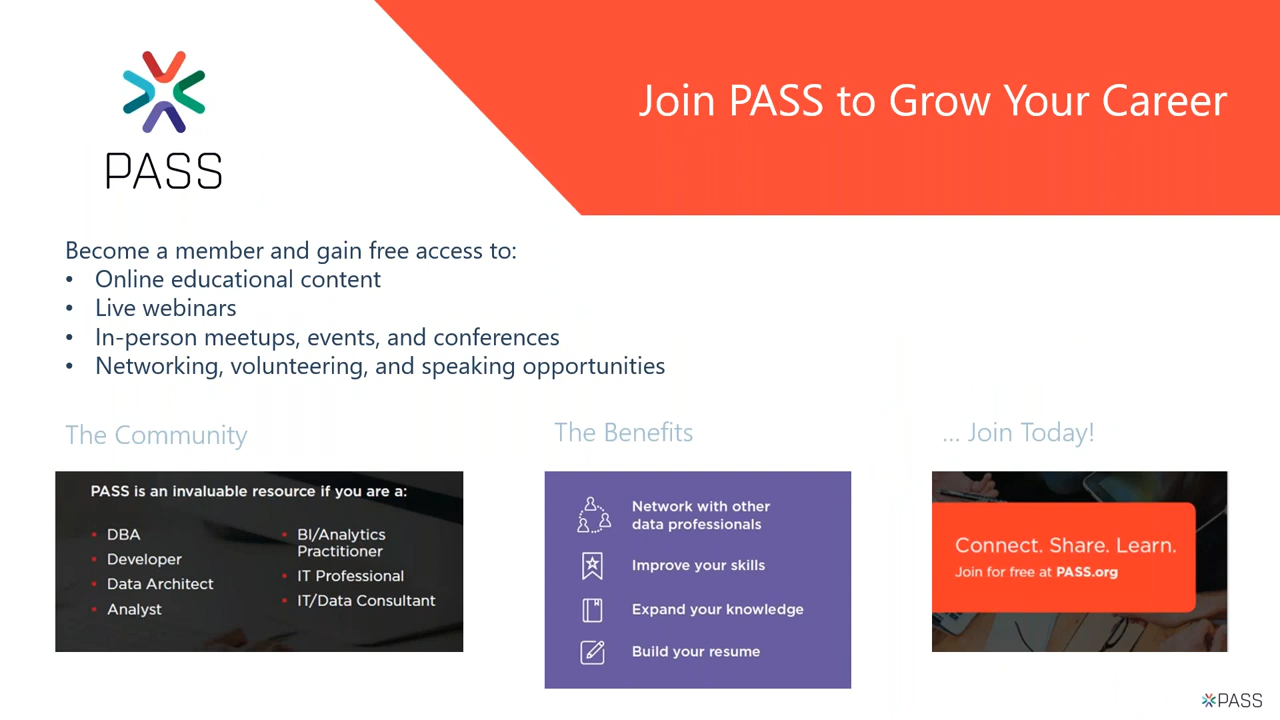 PASS
Join PASS to Grow Your Career
Become a member and gain free access to:
• Online educational content
• Live webinars
• In-person meetups, events, and conferences
• Networking, volunteering, and speaking opportunities
The Community
PASS is an invaluable resource if you are a:
• DBA
• Developer
• Data Architect
• Analyst
• BI/Analytics
Practitioner
• IT Professional
• IT/Data Consultant
The Benefits
Network with other
data professionals
Improve your skills
Expand your knowledge
Build your resume
... Join Today!
Connect. Share. Learn.
Join for free at PASS.org
PASS